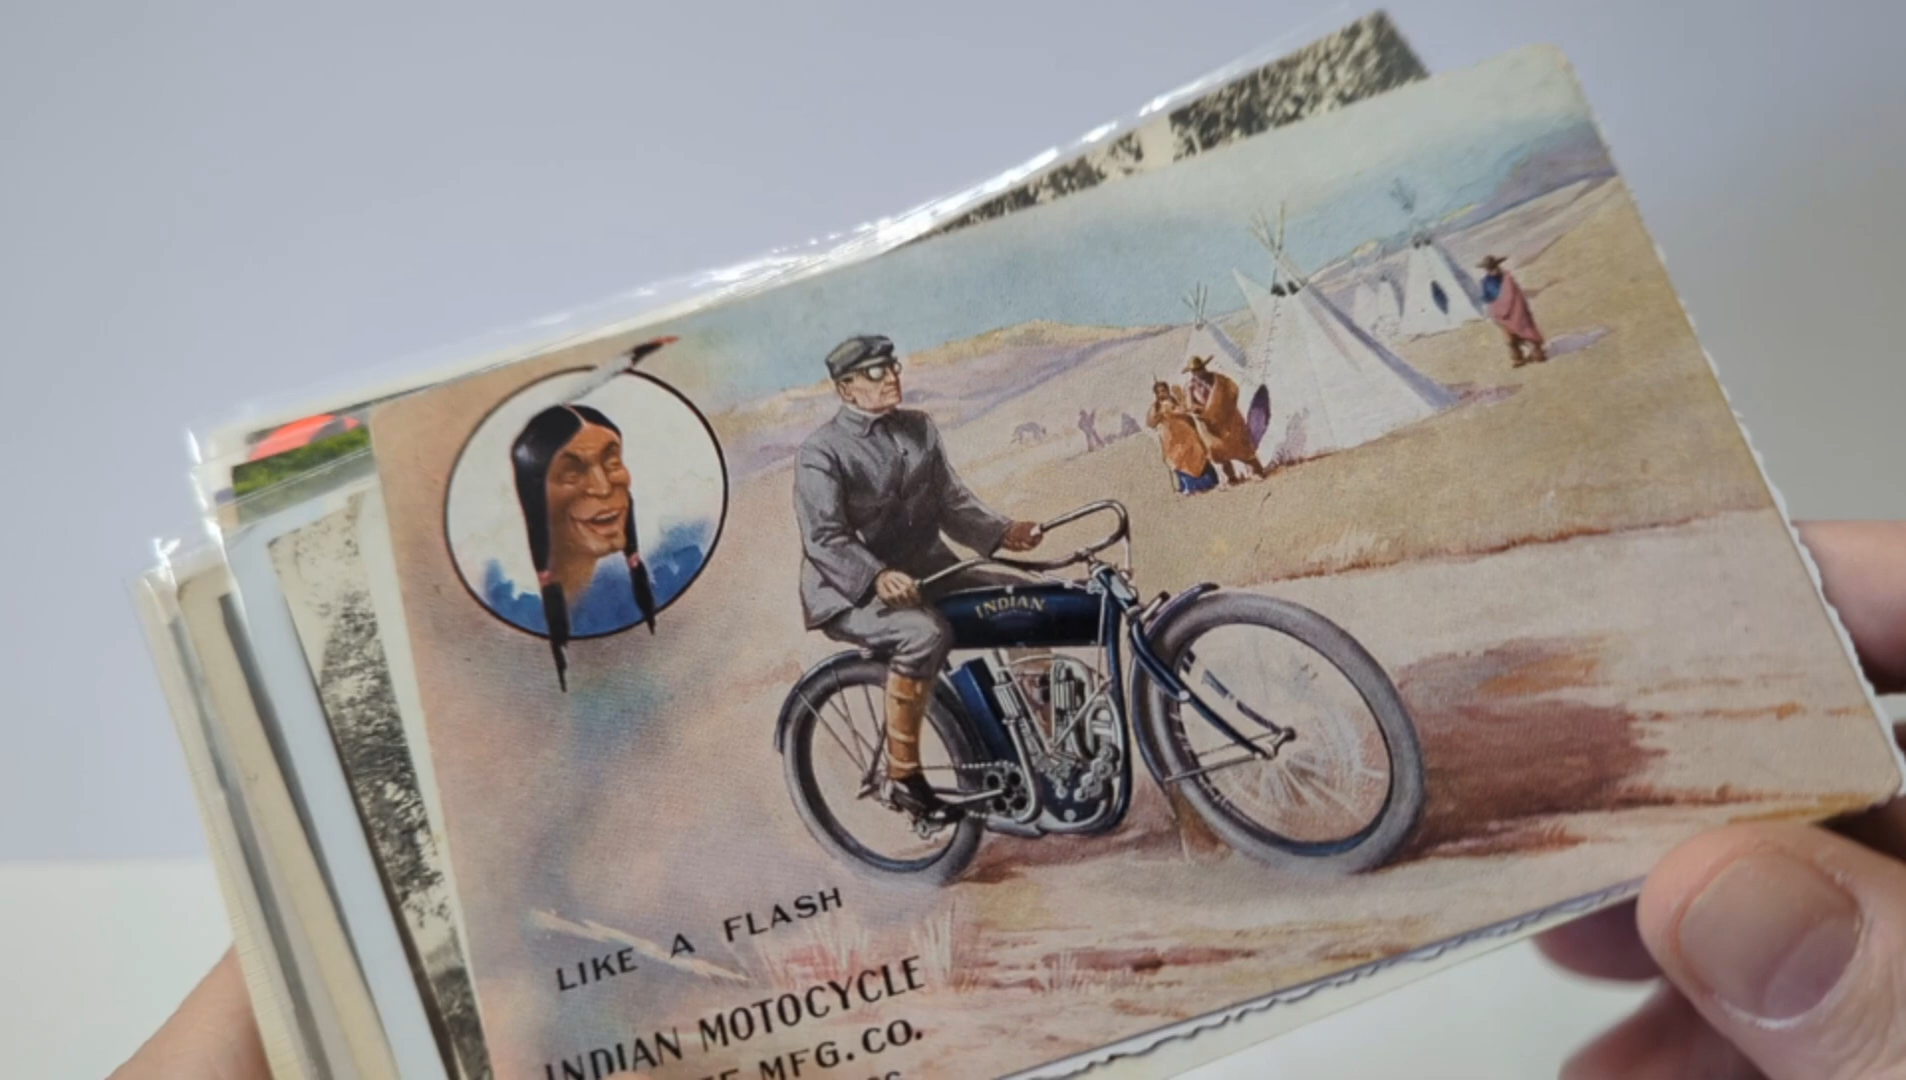 INDIAN
LIKE A FLASH
INDIAN MOTOCYCLE
MFG. CO.